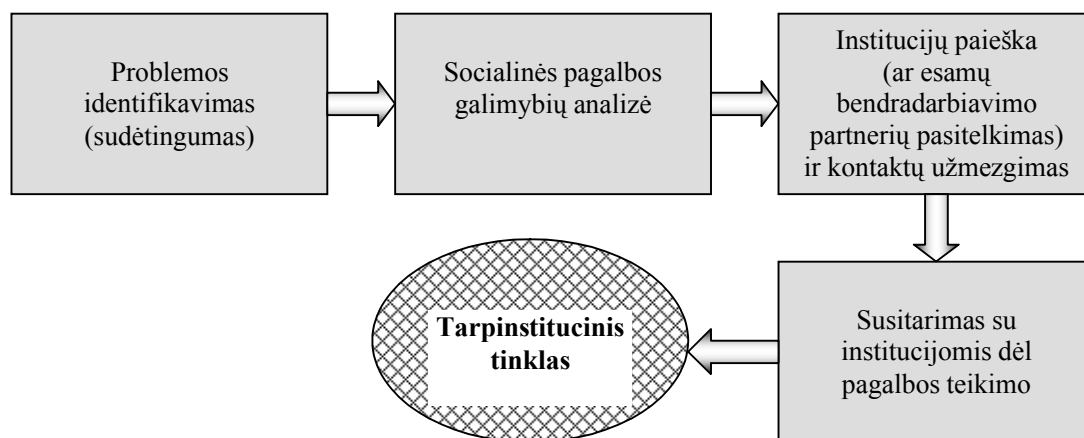 Problemos
identifikavimas
(sudėtingumas)
Socialinės pagalbos
galimybių analizė
Institucijų paieška
(ar esamų
bendradarbiavimo
partnerių pasitelkimas)
ir kontaktų užmezgimas
Susitarimas su
institucijomis dėl
pagalbos teikimo
Tarpinstitucinis
tinklas